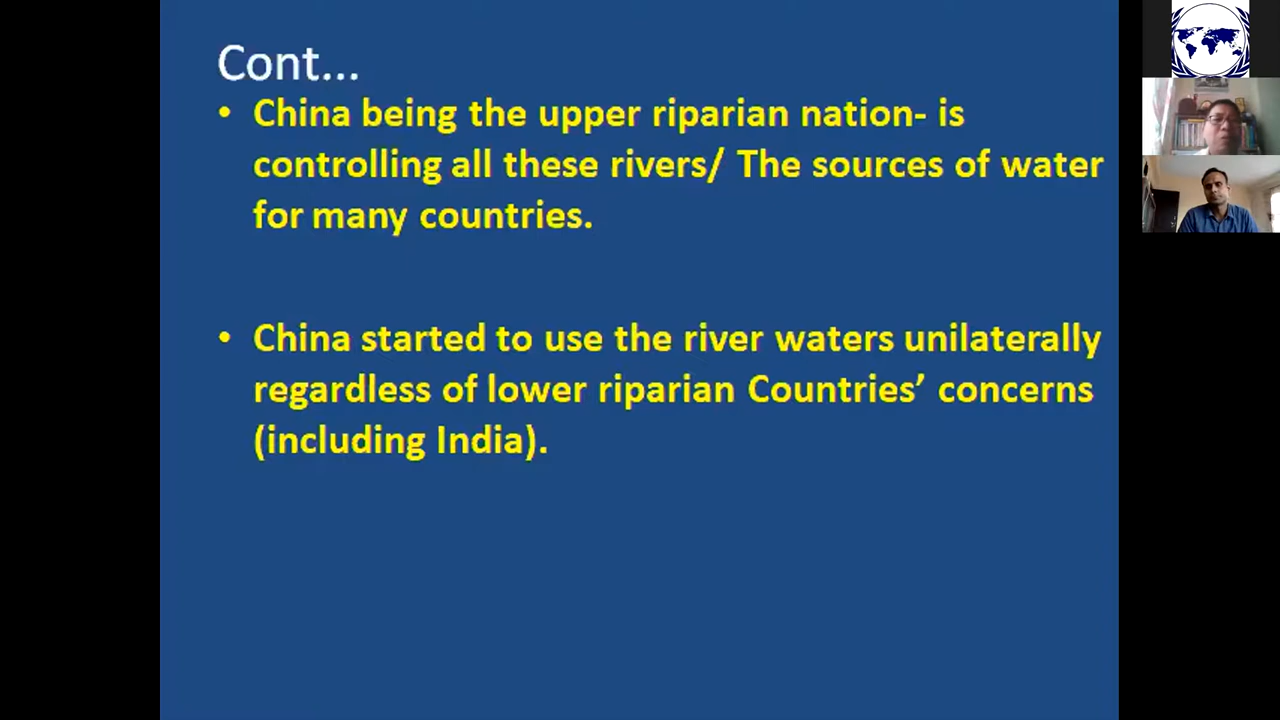 Cont...
• China being the upper riparian nation- is
controlling all these rivers/ The sources of water
for many countries.
• China started to use the river waters unilaterally
regardless of lower riparian Countries’ concerns
(including India).